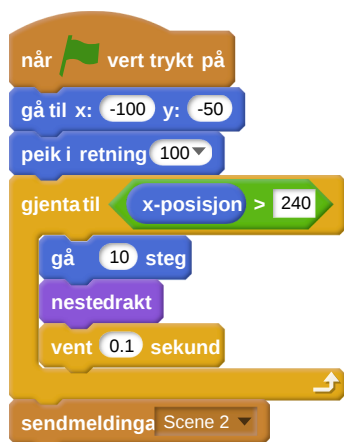 når vert trykt på
gå til x: -100 y: -50
peik i retning 100
gjenta til x-posisjon > 240
gå 10 steg
nestedrakt
vent 0.1 sekund
sendmeldinga Scene 2